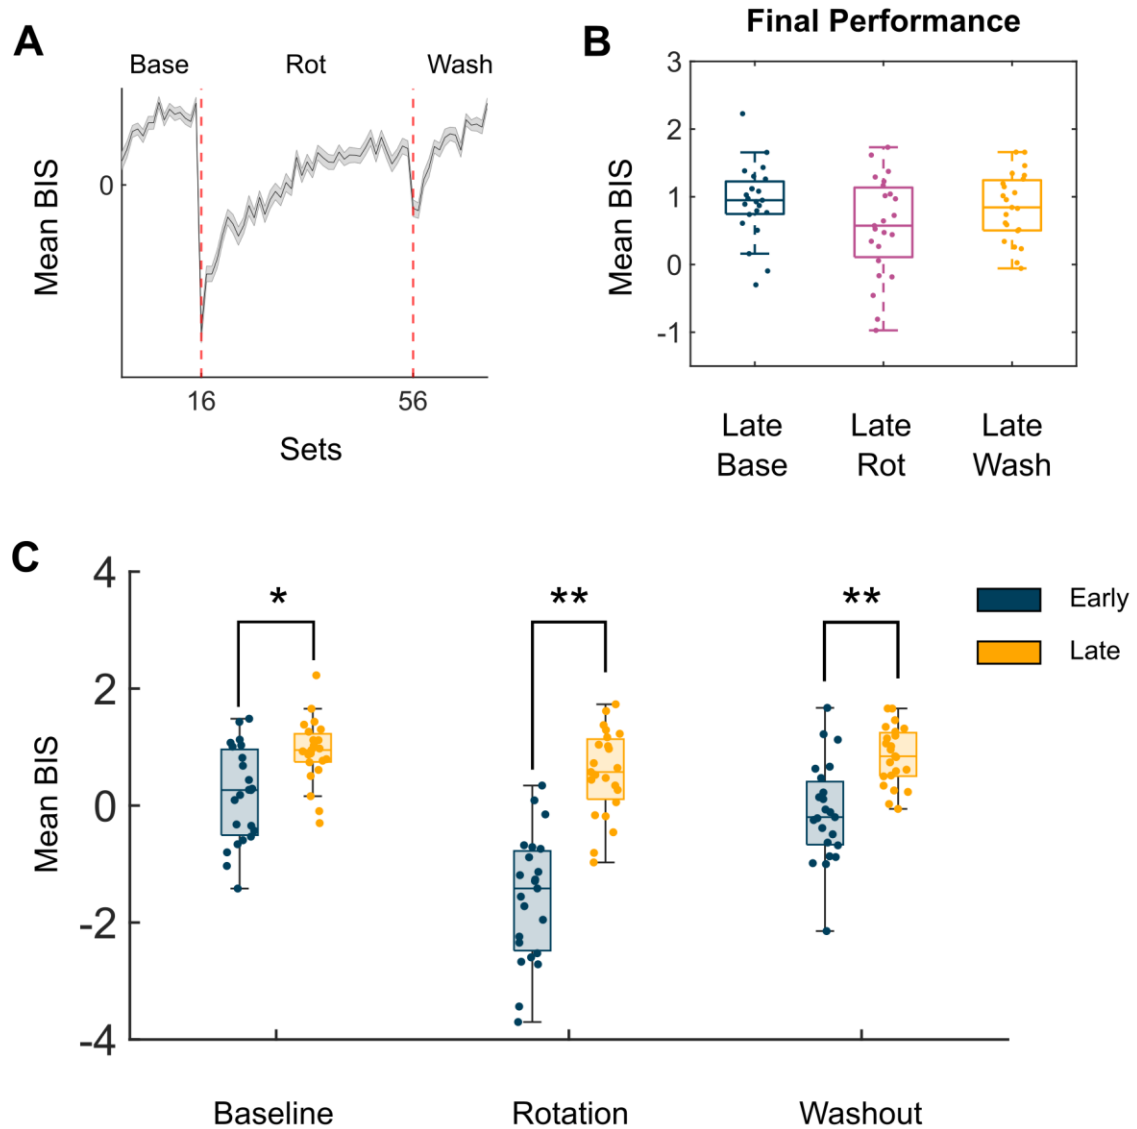 A
Base Rot Wash
Mean BIS
0
16 56
Sets
B
Final Performance
Mean BIS
3
2
1
0
-1
Late Base
Late Rot
Late Wash
C
Mean BIS
4
2
0
-2
-4
* ** **
Early
Late
Baseline Rotation Washout